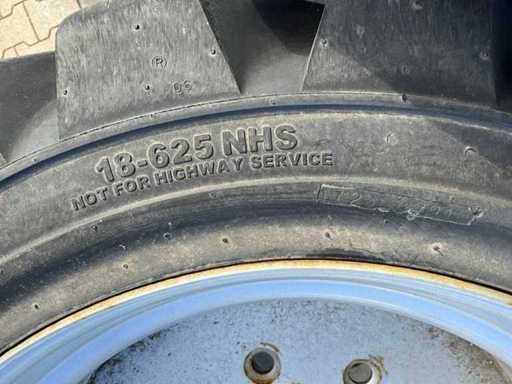 ®
18-625 NHS
NOT FOR HIGHWAY SERVICE